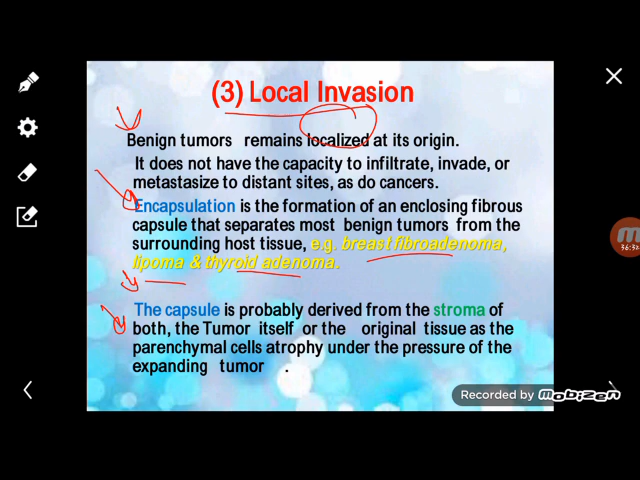 (3) Local Invasion
Benign tumors remains localized at its origin.
It does not have the capacity to infiltrate, invade, or
metastasize to distant sites, as do cancers.
Encapsulation is the formation of an enclosing fibrous
capsule that separates most benign tumors from the
surrounding host tissue, e.g. breast fibroadenoma,
lipoma & thyroid adenoma.
The capsule is probably derived from the stroma of
both, the Tumor itself or the original tissue as the
parenchymal cells atrophy under the pressure of the
expanding tumor .
M
36:32
Recorded by MOBIZEN